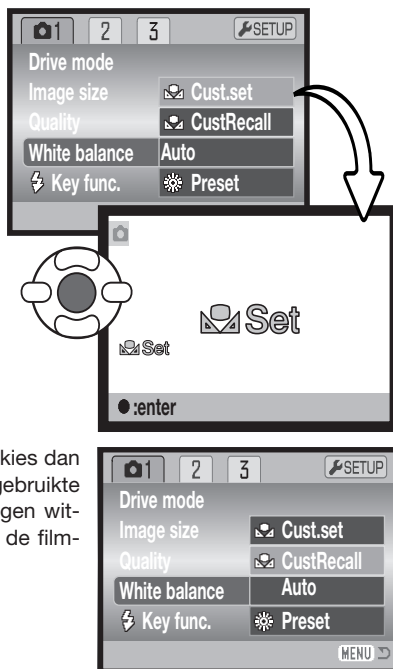 1 2 3 SETUP
Drive mode
Image size Cust.set
Quality CustRecall
White balance Auto
Key func. Preset
Set
Set
:enter
kies dan
gebruikte
gen wit-
de film-
1 2 3 SETUP
Drive mode
Image size Cust.set
Quality CustRecall
White balance Auto
Key func. Preset
MENU